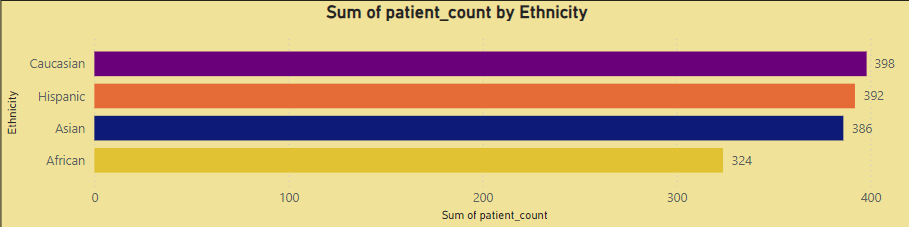 Sum of patient_count by Ethnicity
Ethnicity
Caucasian 398
Hispanic 392
Asian 386
African 324
0 100 200 300 400
Sum of patient_count